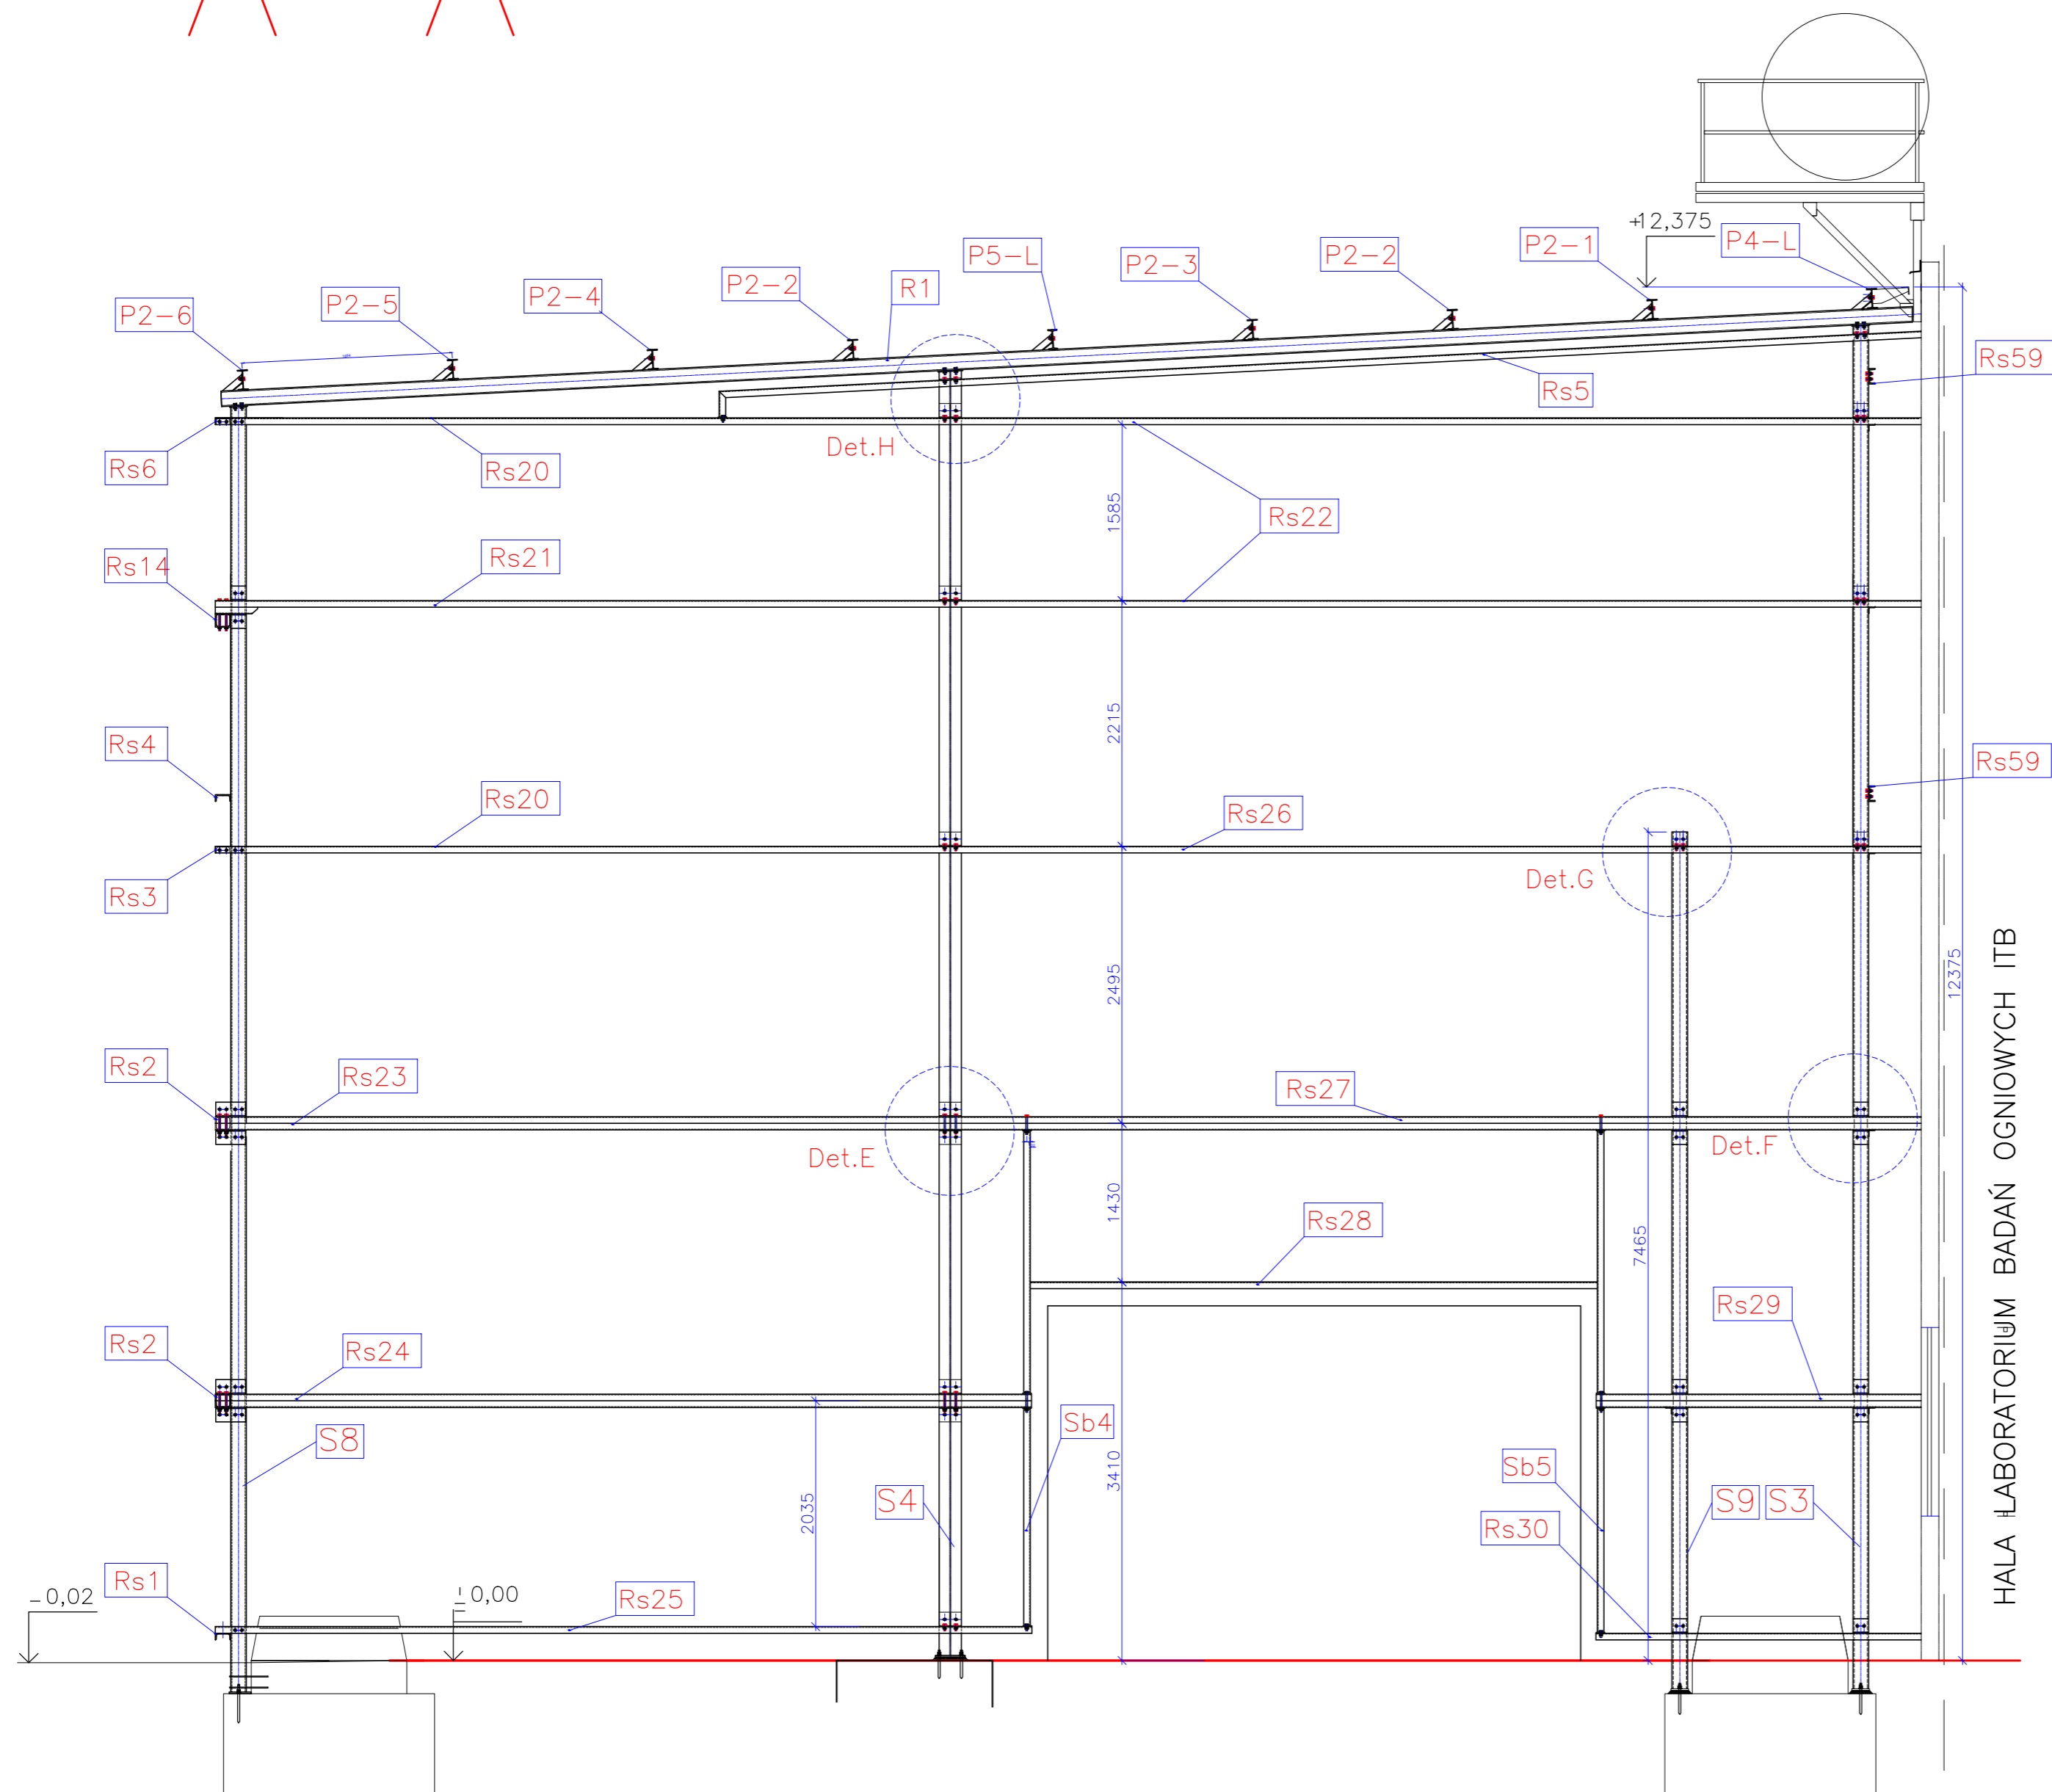 +12,375
P4-L
P2-1
P2-2
P2-3
P5-L
R1
P2-2
P2-4
P2-5
P2-6
Rs59
Rs5
Det.H
Rs6
Rs20
1585
Rs22
Rs14
Rs21
2215
Rs4
Rs59
Rs20
Rs26
Rs3
Det.G
2495
12375
HALA LABORATORIUM BADAŃ OGNIOWYCH ITB
Rs2
Rs23
Rs27
Det.E
Det.F
1430
Rs28
7465
Rs29
Rs2
Rs24
Sb4
S8
3410
Sb5
2035
S4
S9
S3
Rs30
Rs1
-0,02
±0,00
Rs25